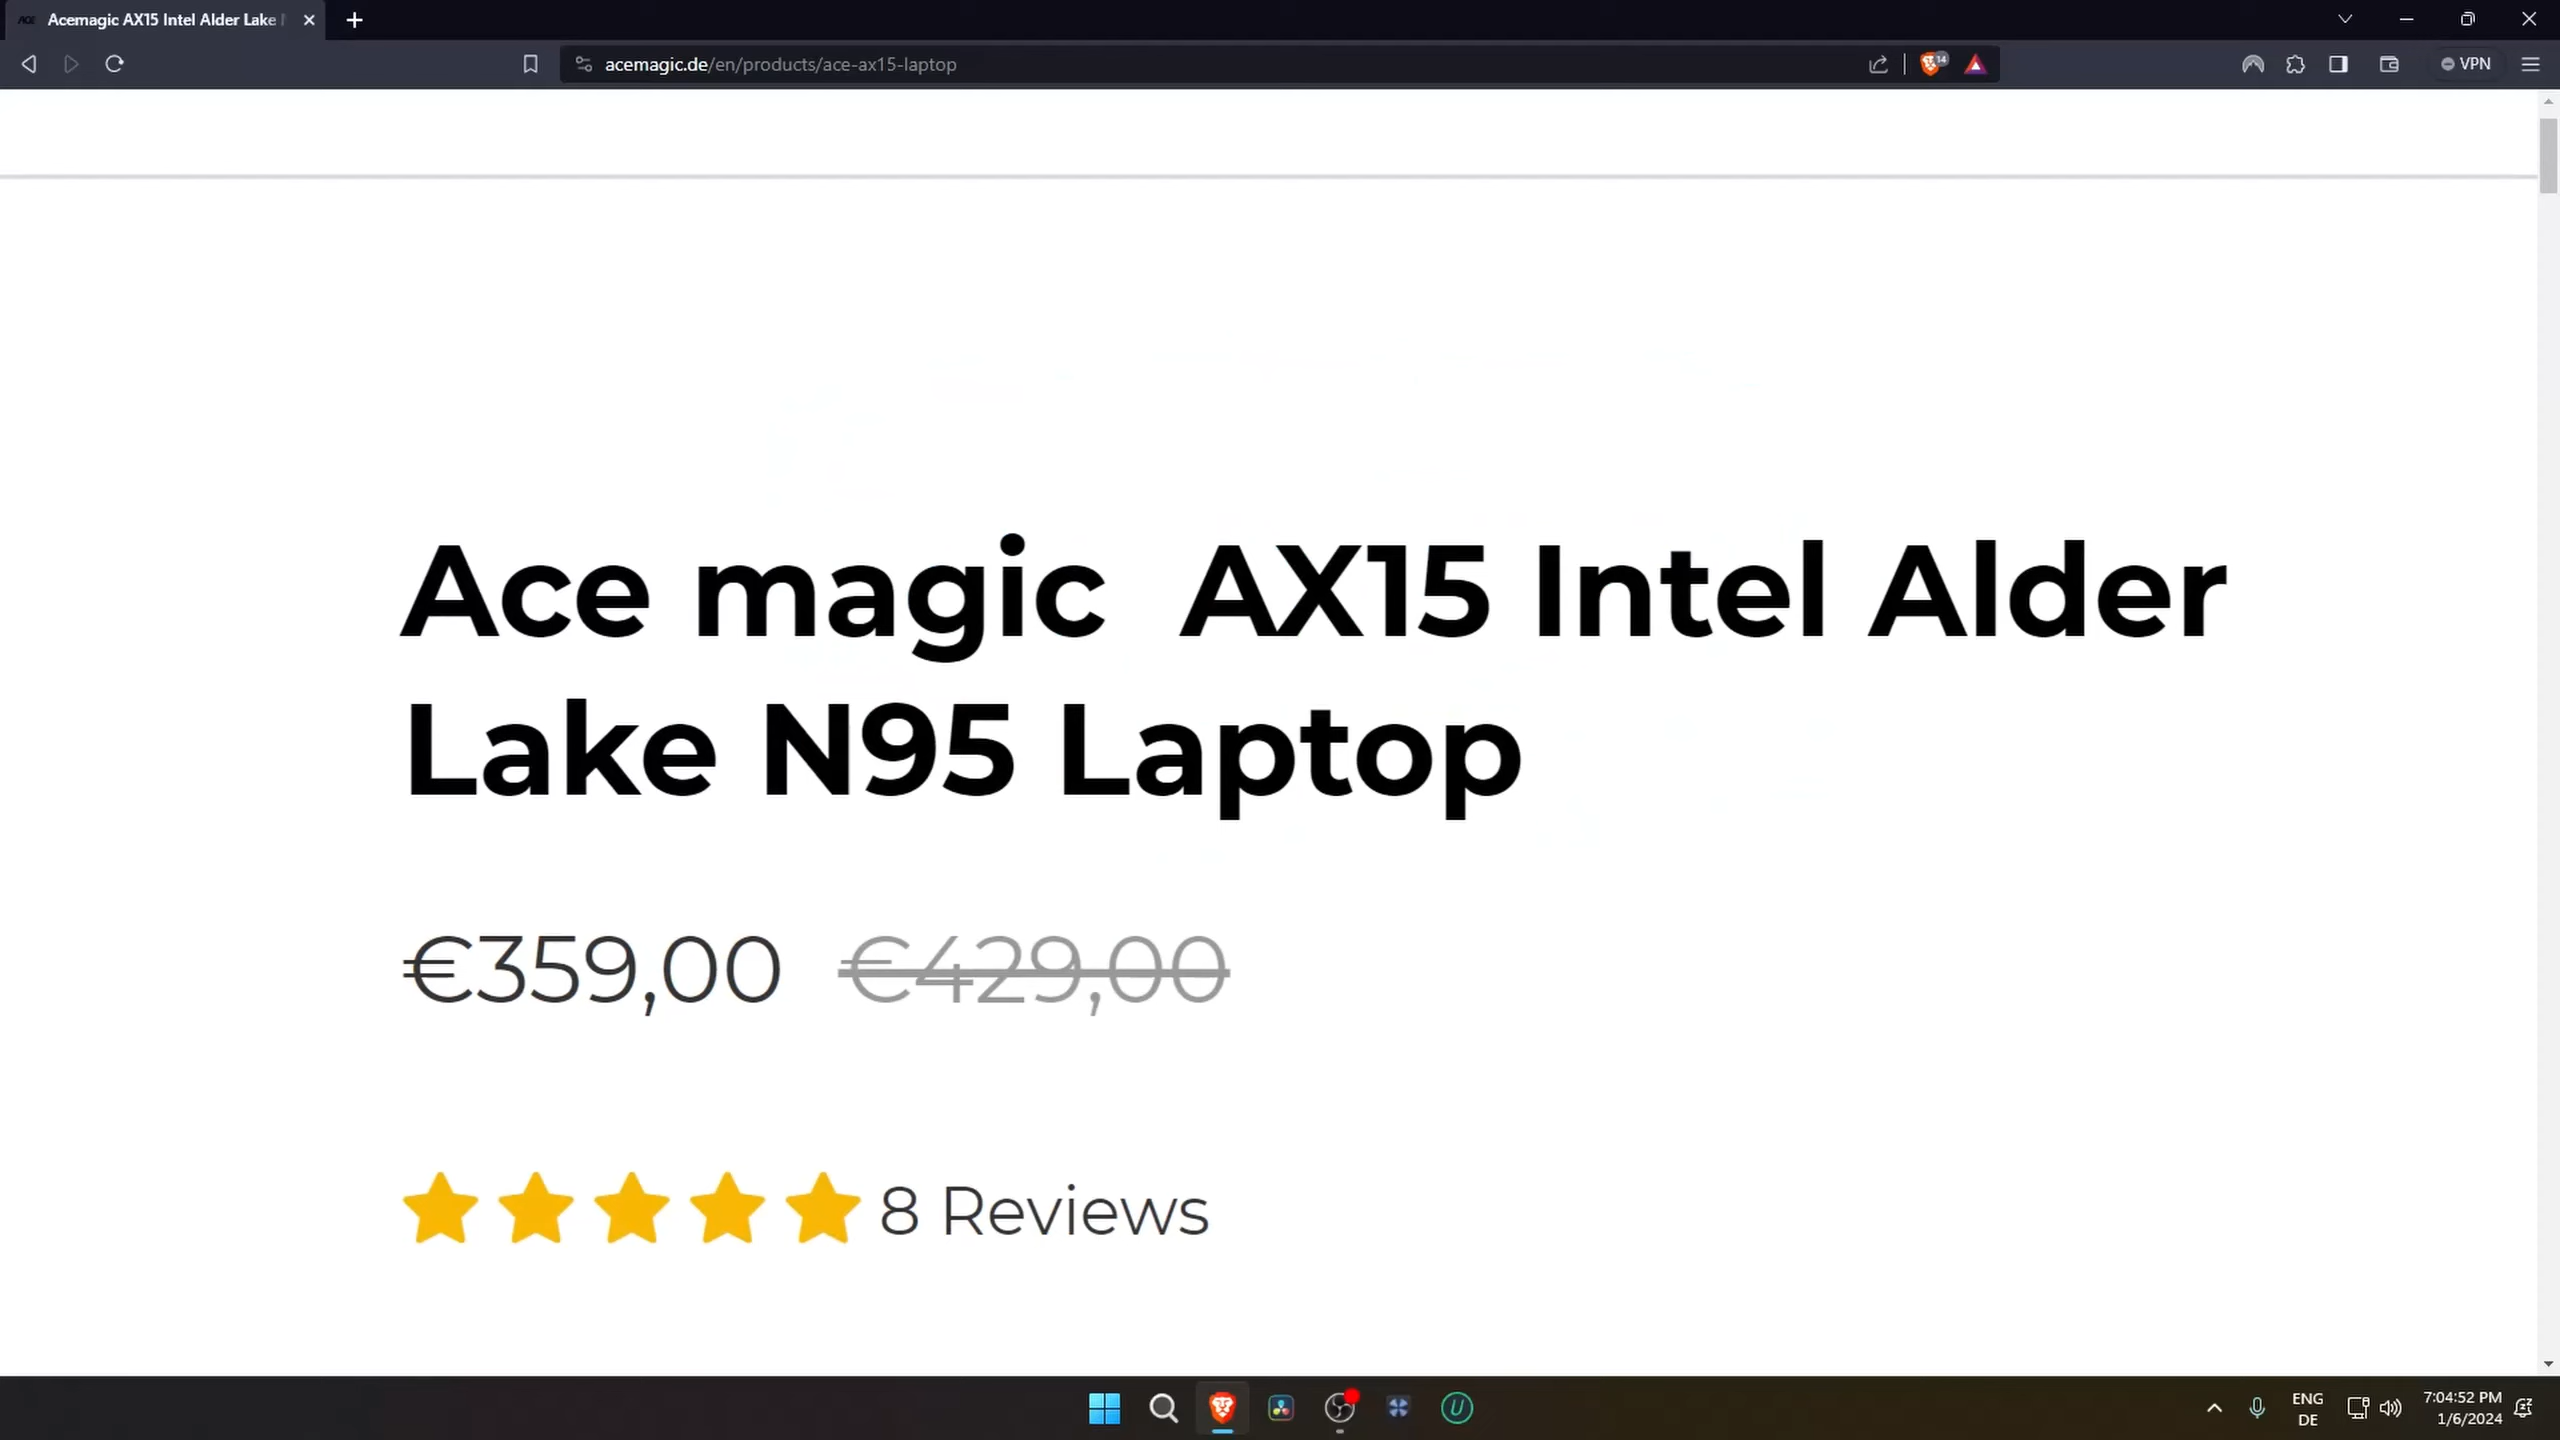 Acemagic AX15 Intel Alder Lake
acemagic.de/en/products/ace-ax15-laptop
14
VPN
Ace magic  AX15 Intel Alder
Lake N95 Laptop
€359,00 €429,00
8 Reviews
ENG
DE
7:04:52 PM
1/6/2024